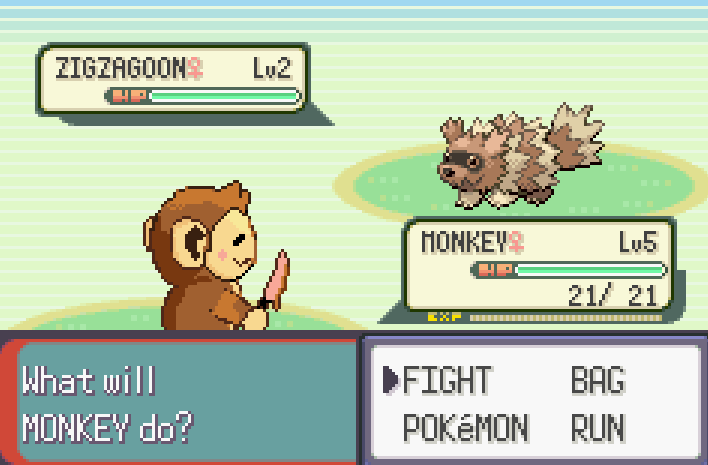 ZIGZAGOON♀ Lv2
HP
MONKEY♀ Lv5
HP
21/ 21
EXP
What will
MONKEY do?
▶FIGHT BAG
POKéMON RUN